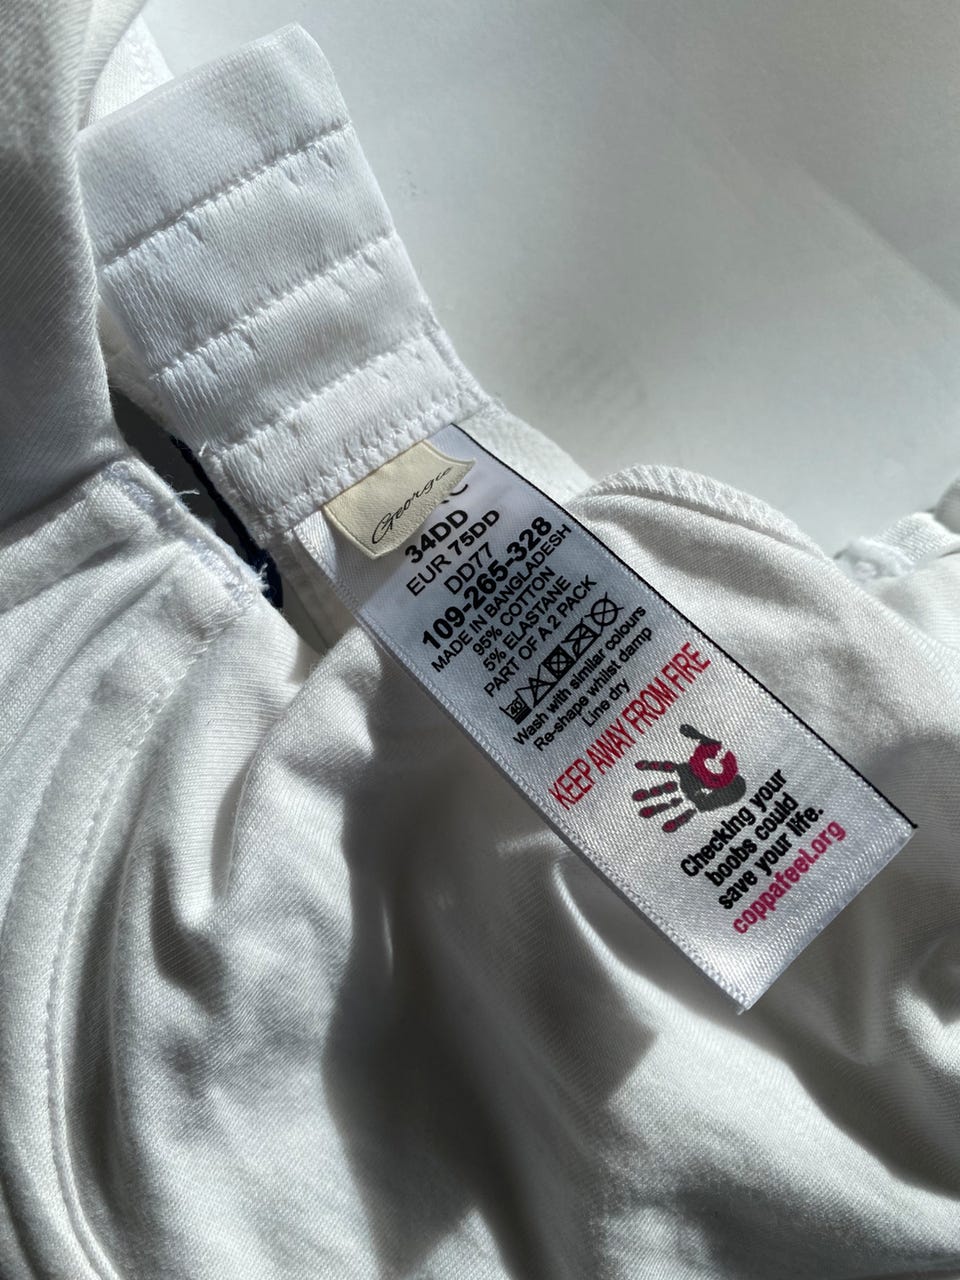 Georgie
34DD
EUR 75DD
DD77
109-265-328
MADE IN BANGLADESH
95% COTTON
5% ELASTANE
PART OF A 2 PACK
40
Wash with similar colours
Re-shape whilst damp
Line dry
KEEP AWAY FROM FIRE
Checking your
boobs could
save your life.
coppafeel.org